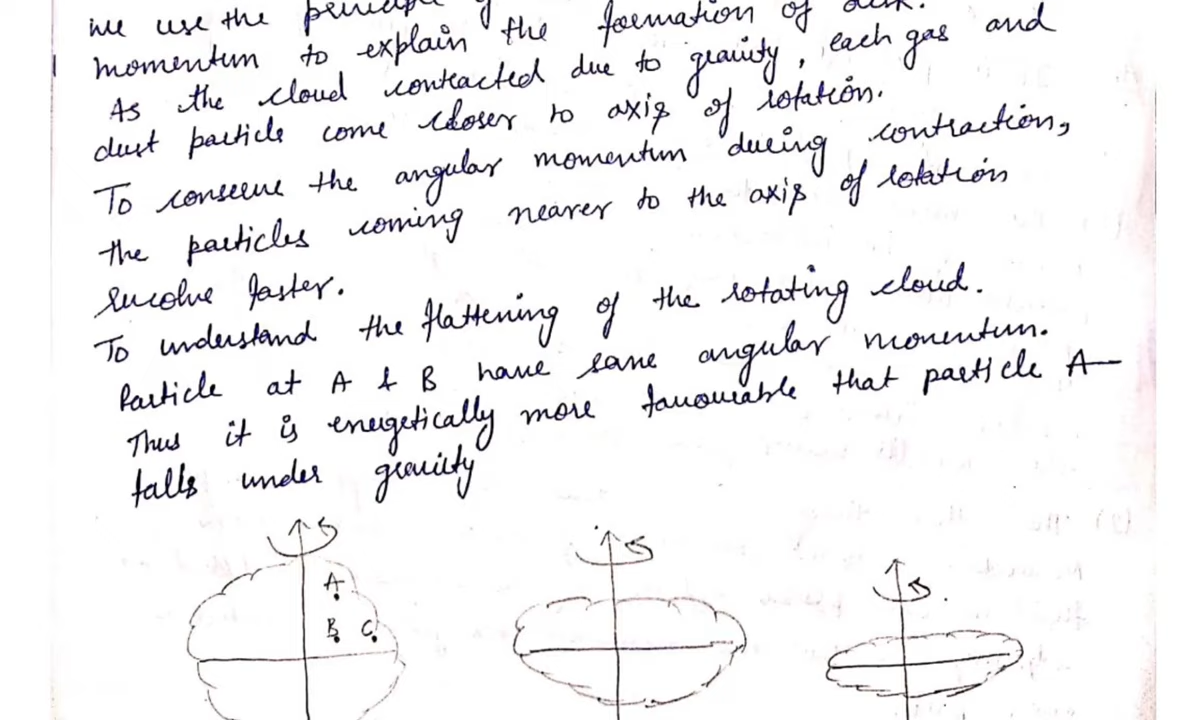 we use the principle of
momentum to explain the formation of disk.
As the cloud contracted due to gravity, each gas and
dust particle come closer to axis of rotation.
To conserve the angular momentum during contraction,
the particles coming nearer to the axis of rotation
revolve faster.
To understand the flattening of the rotating cloud.
Particle at A & B have same angular momentum.
Thus it is energetically more favourable that particle A
falls under gravity
A
B C